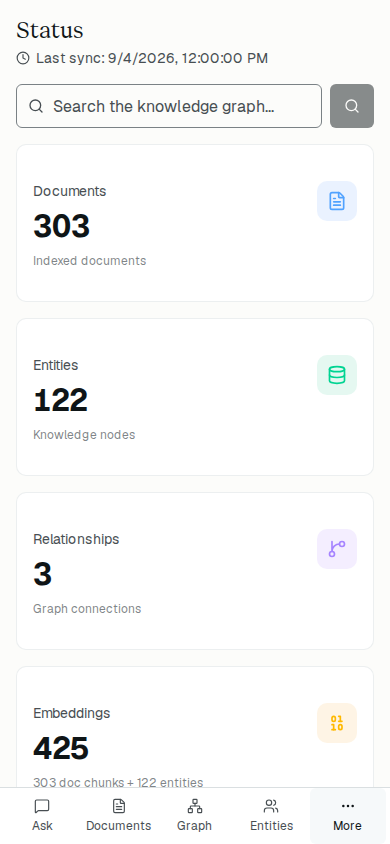 Status
Last sync: 9/4/2026, 12:00:00 PM
Search the knowledge graph...
Documents
303
Indexed documents
Entities
122
Knowledge nodes
Relationships
3
Graph connections
Embeddings
01
10
425
303 doc chunks + 122 entities
Ask
Documents
Graph
Entities
More